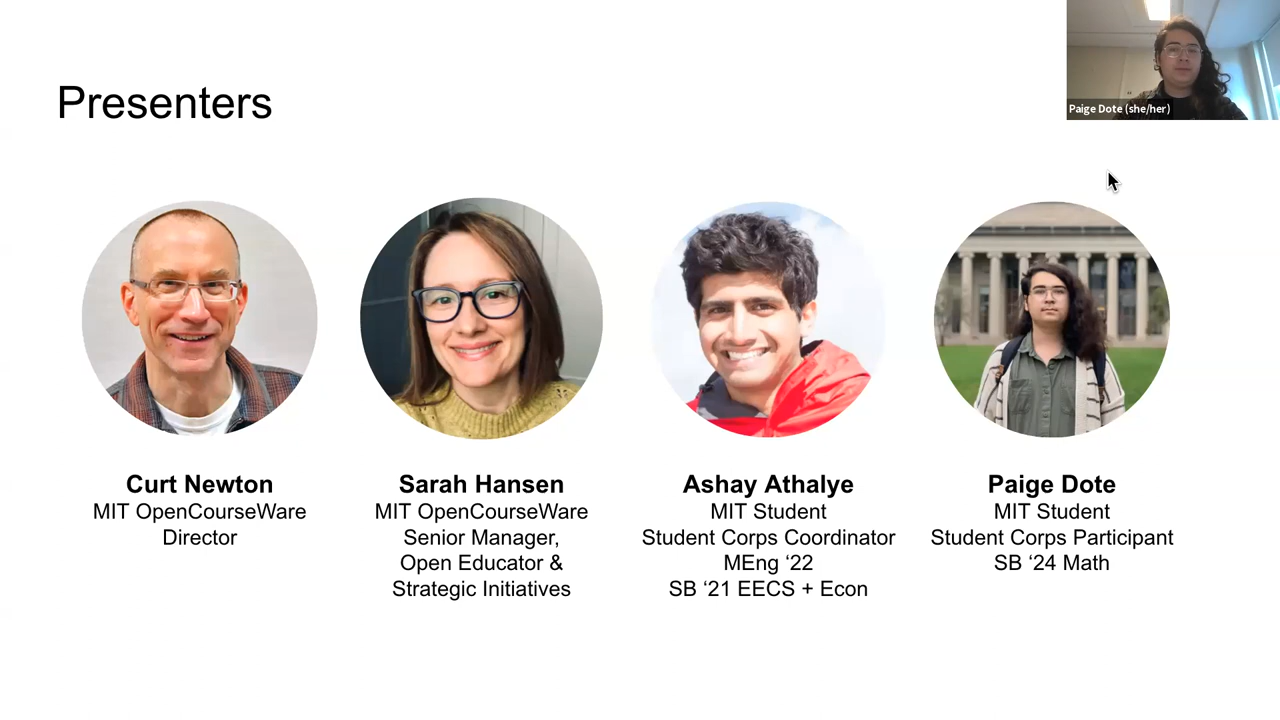 Presenters
Paige Dote (she/her)
Curt Newton
MIT OpenCourseWare
Director
Sarah Hansen
MIT OpenCourseWare
Senior Manager,
Open Educator &
Strategic Initiatives
Ashay Athalye
MIT Student
Student Corps Coordinator
MEng ‘22
SB ‘21 EECS + Econ
Paige Dote
MIT Student
Student Corps Participant
SB ‘24 Math